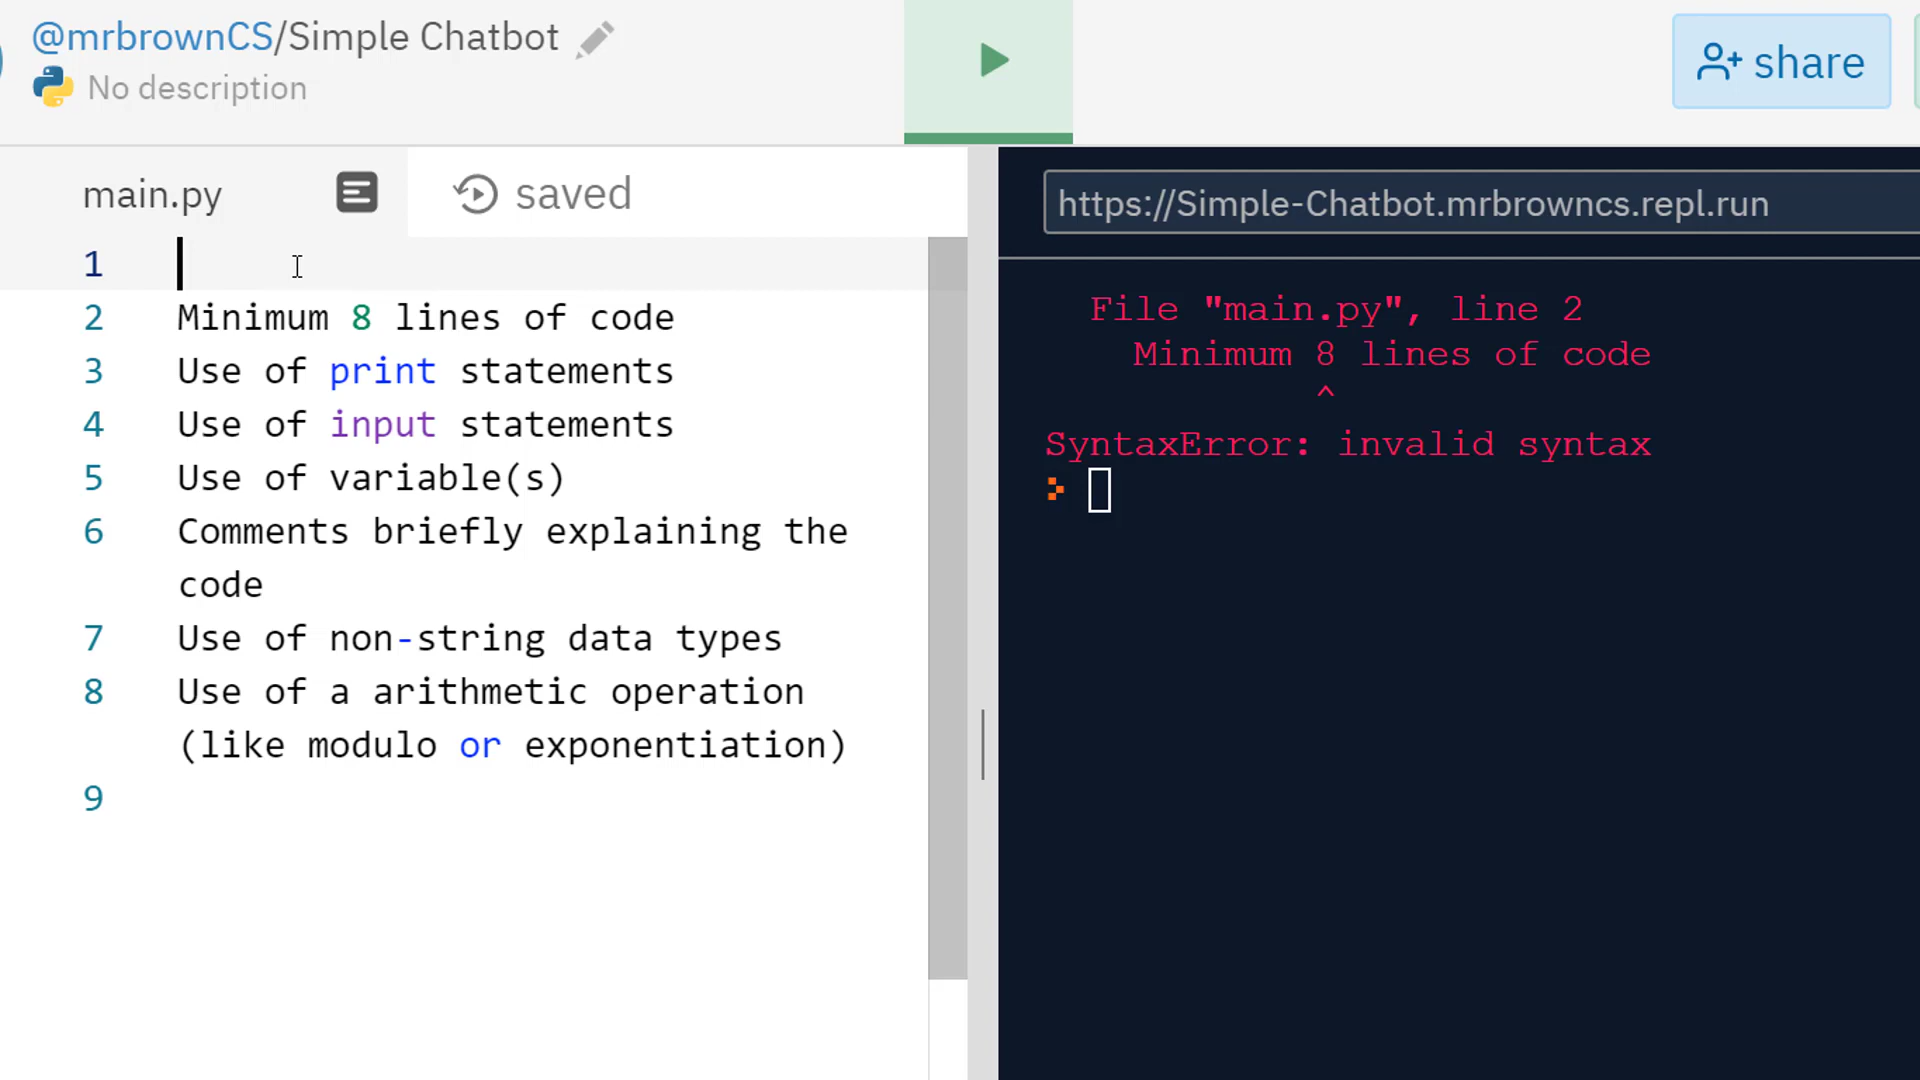 @mrbrownCS/Simple Chatbot
No description
share
main.py
saved
https://Simple-Chatbot.mrbrowncs.repl.run
1
2 Minimum 8 lines of code
3 Use of print statements
4 Use of input statements
5 Use of variable(s)
6 Comments briefly explaining the
code
7 Use of non-string data types
8 Use of a arithmetic operation
(like modulo or exponentiation)
9
File "main.py", line 2
Minimum 8 lines of code
^
SyntaxError: invalid syntax